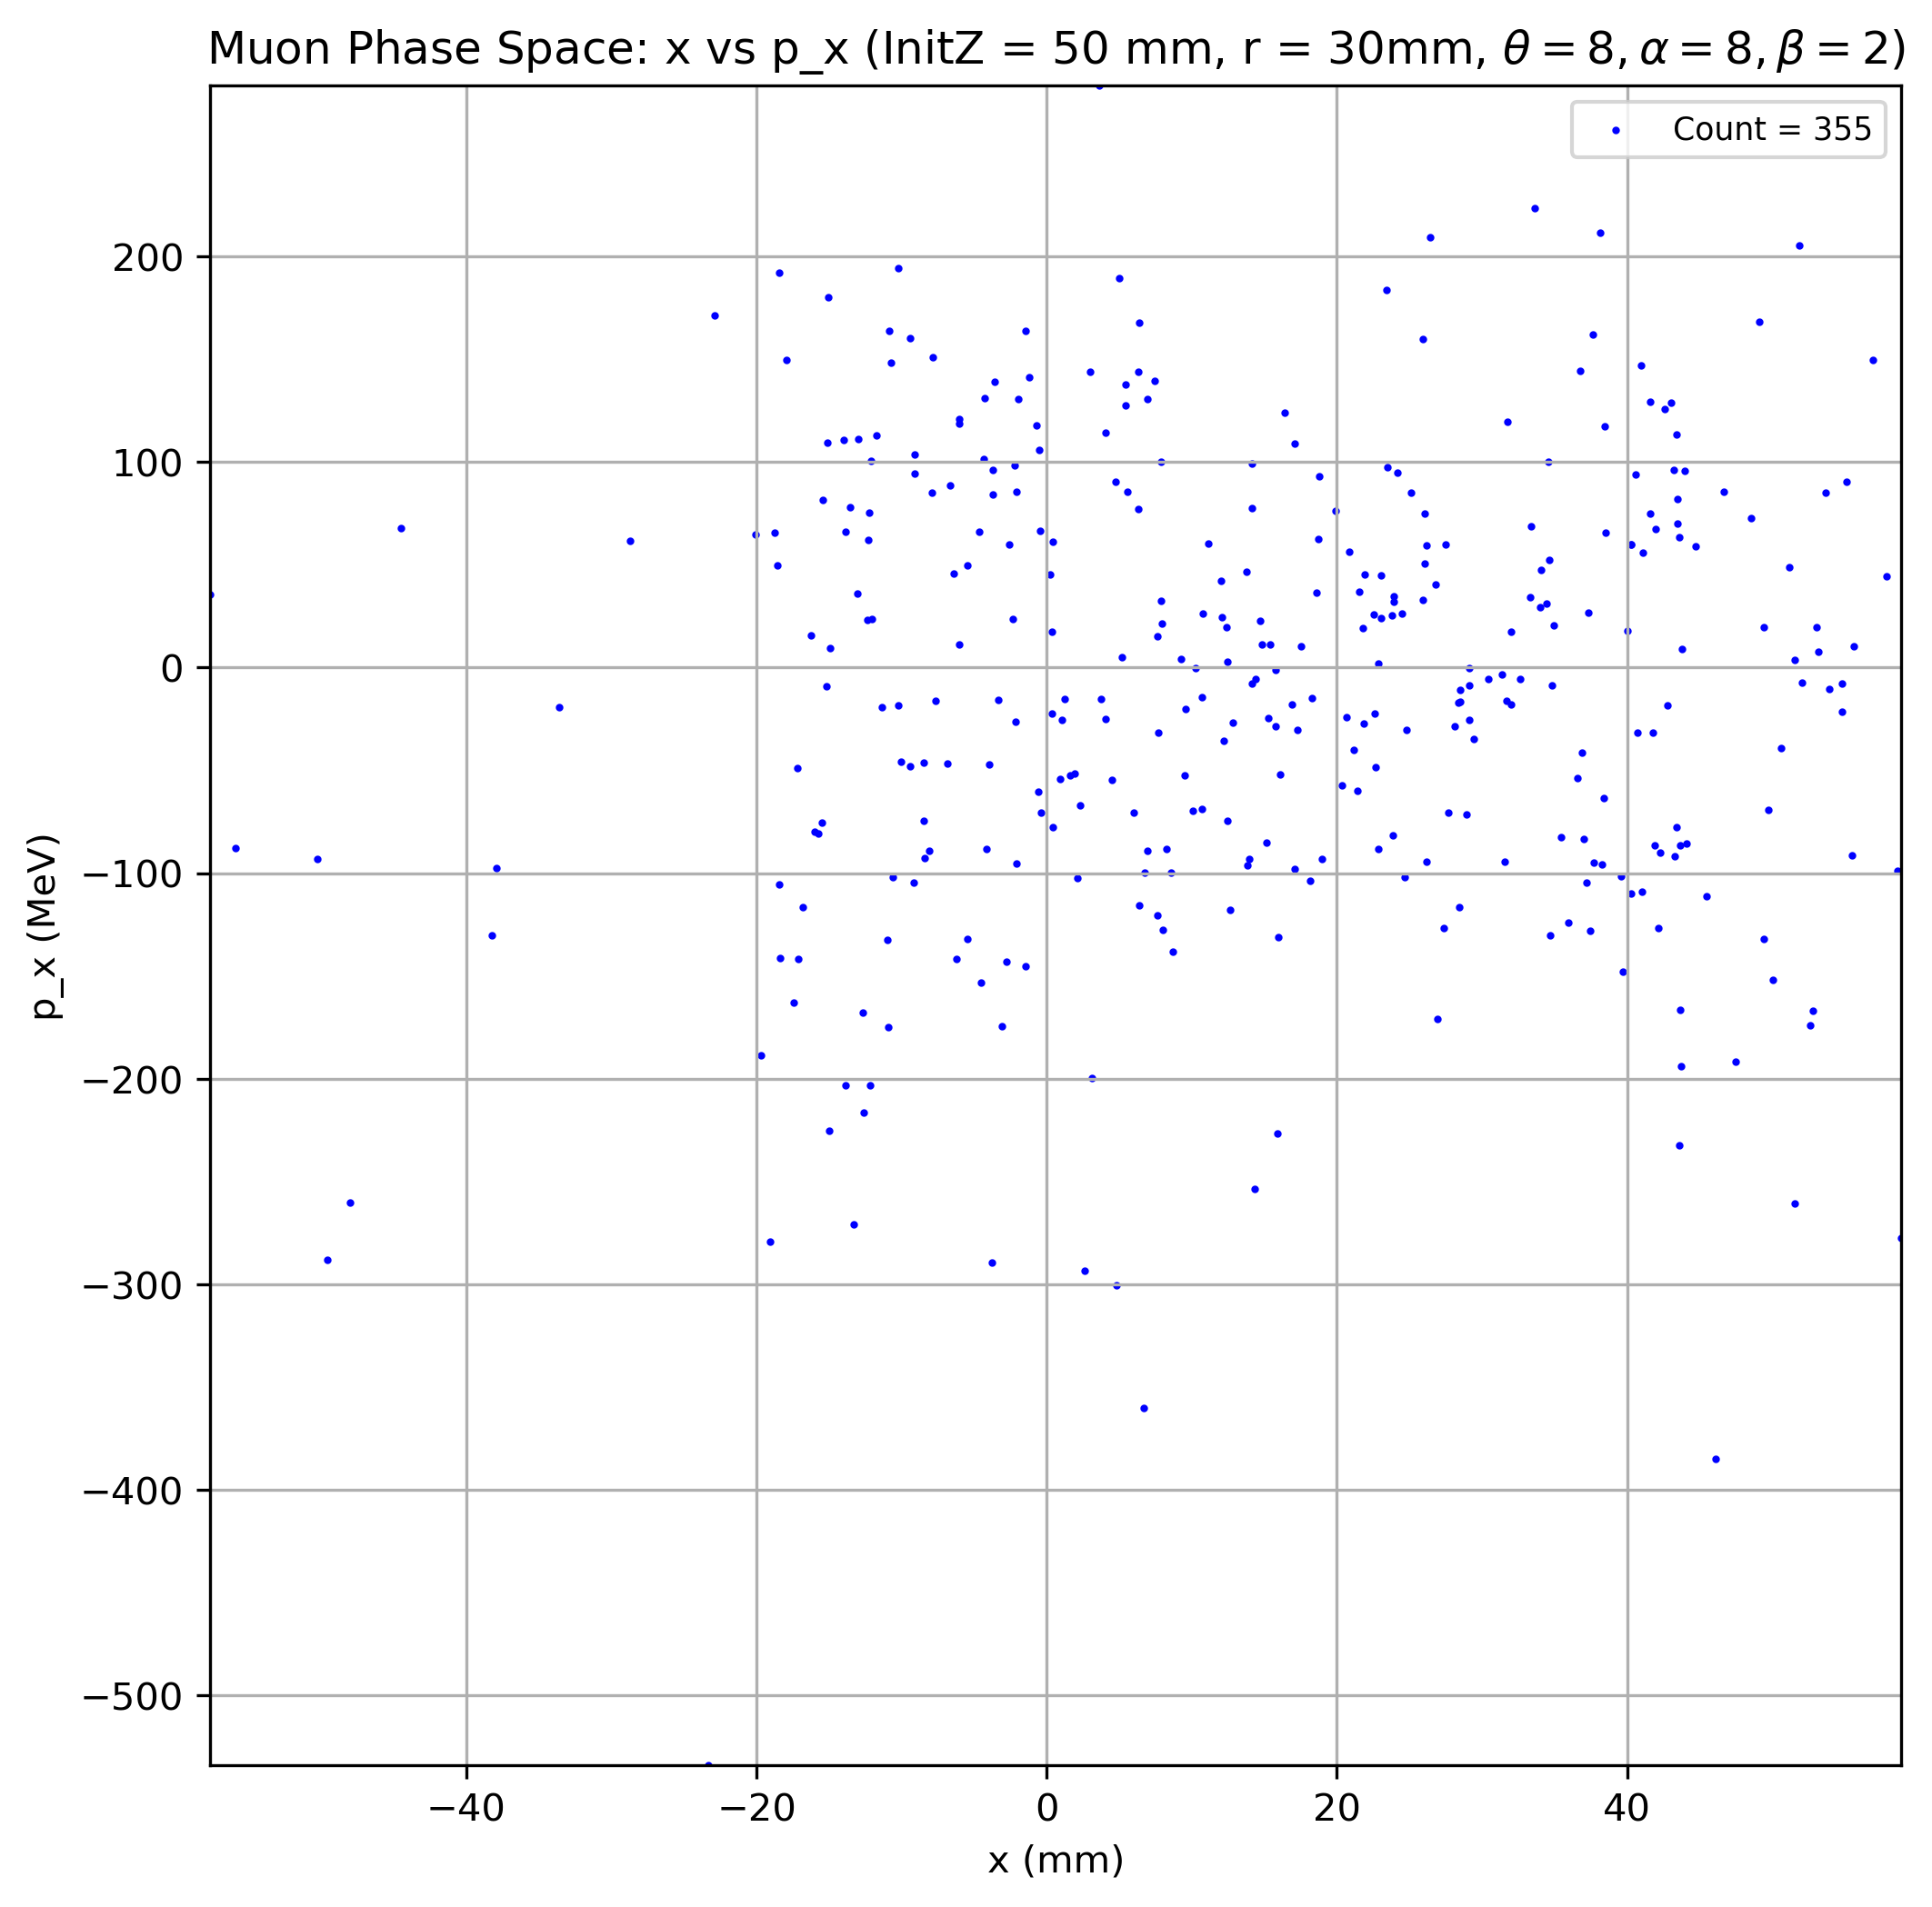 Muon Phase Space: x vs p_x (InitZ = 50 mm, r = 30mm, θ = 8, α = 8, β = 2)
Count = 355
200
100
0
−100
−200
−300
−400
−500
p_x (MeV)
−40 −20 0 20 40
x (mm)